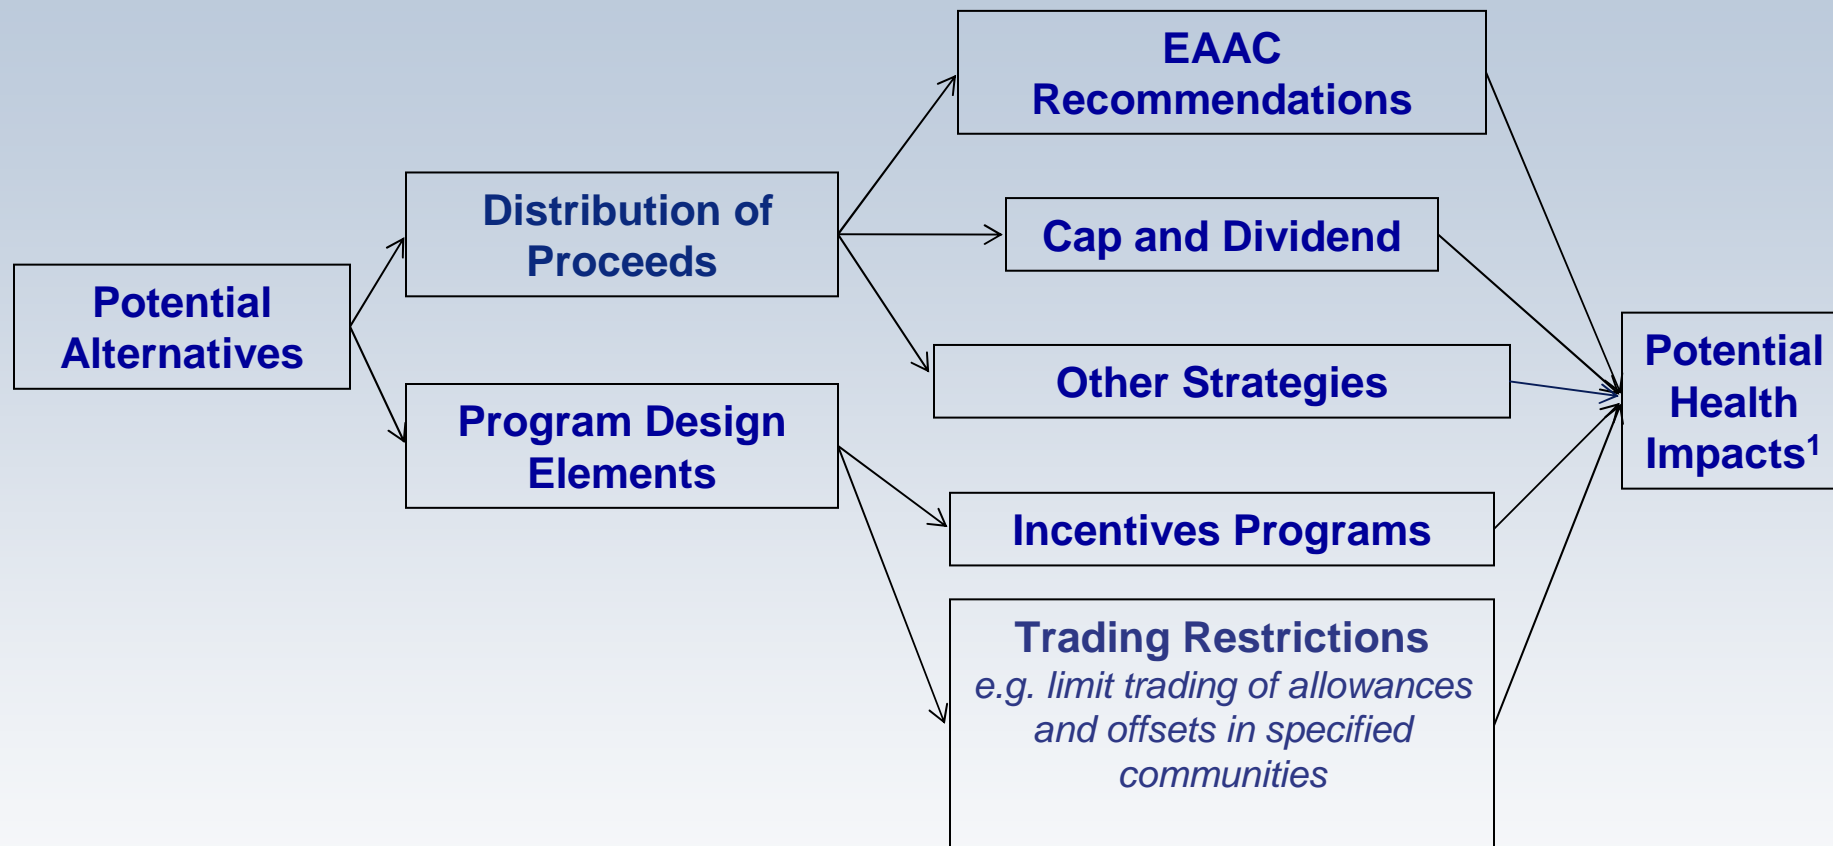 Potential
Alternatives
Distribution of
Proceeds
Program Design
Elements
EAAC
Recommendations
Cap and Dividend
Other Strategies
Incentives Programs
Trading Restrictions
e.g. limit trading of allowances
and offsets in specified
communities
Potential
Health
Impacts¹